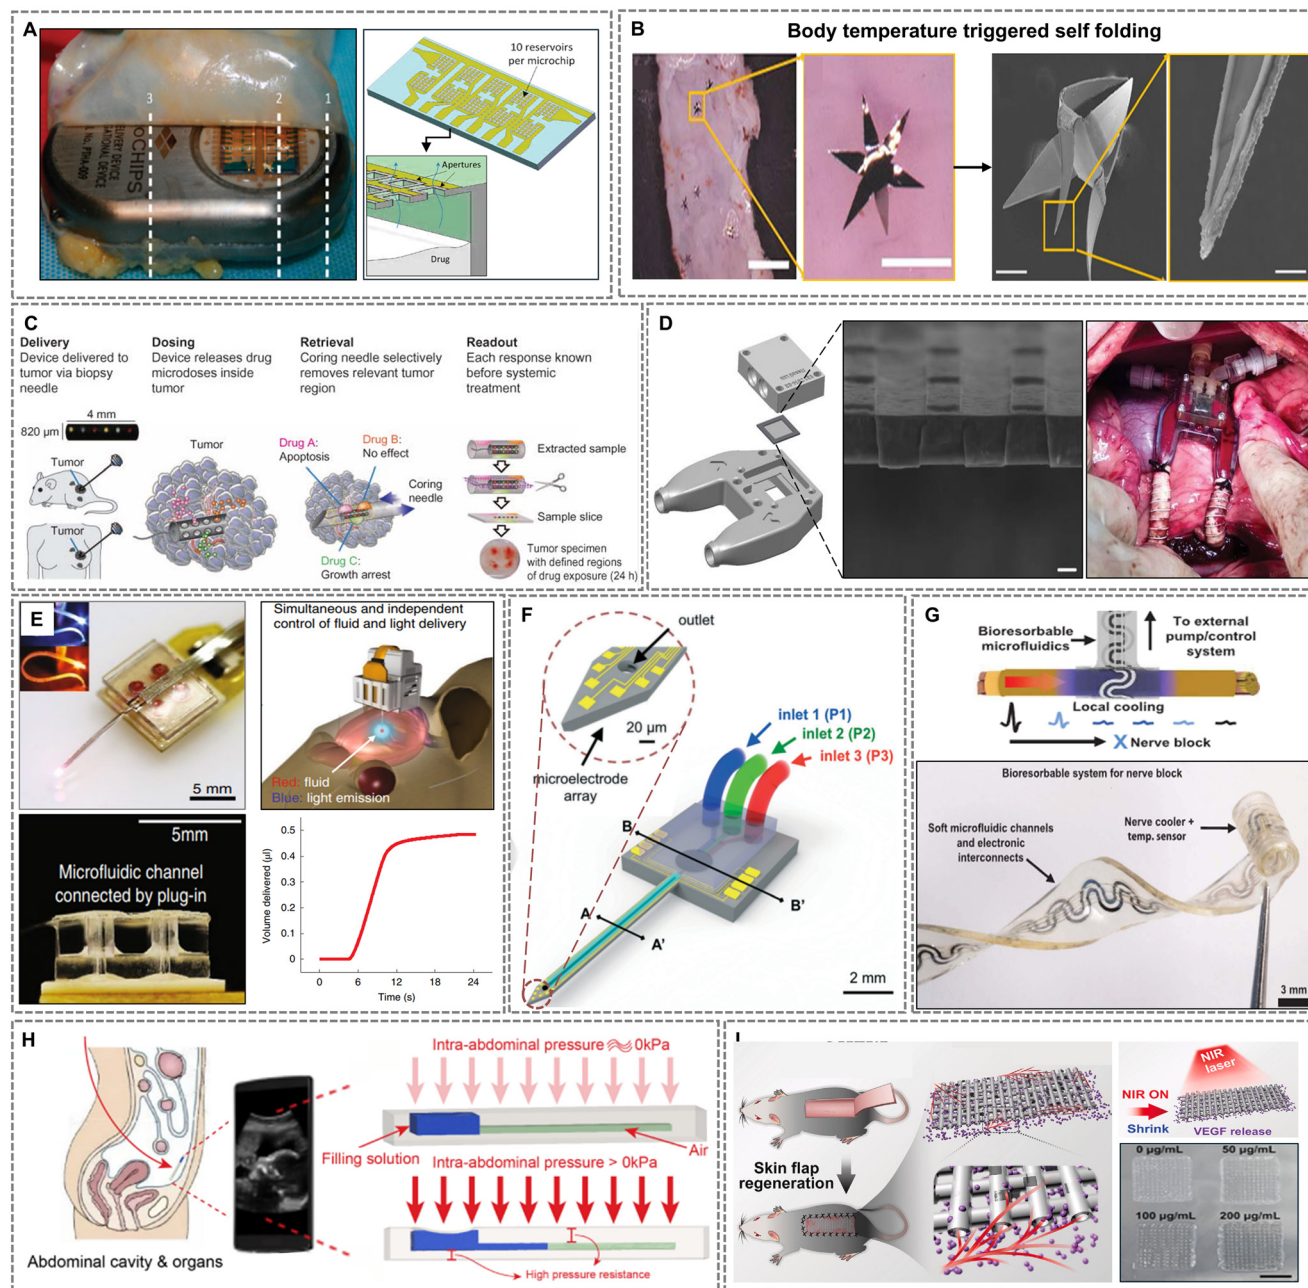 A
3
2
1
OCHIPS
DELIVERY DEVICE
No. PTHA-009
10 reservoirs
per microchip
Apertures
Drug
B
Body temperature triggered self folding
C
Delivery
Device delivered to
tumor via biopsy
needle
4 mm
820 µm
Tumor
Tumor
Dosing
Device releases drug
microdoses inside
tumor
Tumor
Retrieval
Coring needle selectively
removes relevant tumor
region
Drug A:
Apoptosis
Drug B:
No effect
Coring
needle
Drug C:
Growth arrest
Readout
Each response known
before systemic
treatment
Extracted sample
Sample slice
Tumor specimen
with defined regions
of drug exposure (24 h)
D
E
5 mm
Simultaneous and independent
control of fluid and light delivery
Red: fluid
Blue: light emission
5mm
Microfluidic channel
connected by plug-in
Volume delivered (µl)
0.5
0.4
0.3
0.2
0.1
0
0
6
12
18
24
Time (s)
F
outlet
20 µm
microelectrode
array
inlet 1 (P1)
inlet 2 (P2)
inlet 3 (P3)
B
B'
A
A'
2 mm
G
Bioresorbable
microfluidics
To external
pump/control
system
Local cooling
X Nerve block
Bioresorbable system for nerve block
Soft microfluidic channels
and electronic
interconnects
Nerve cooler +
temp. sensor
3 mm
H
Abdominal cavity & organs
Intra-abdominal pressure ≈ 0kPa
Filling solution
Air
Intra-abdominal pressure > 0kPa
High pressure resistance
I
Skin flap
regeneration
NIR
laser
NIR ON
Shrink
VEGF release
0 µg/mL
50 µg/mL
100 µg/mL
200 µg/mL